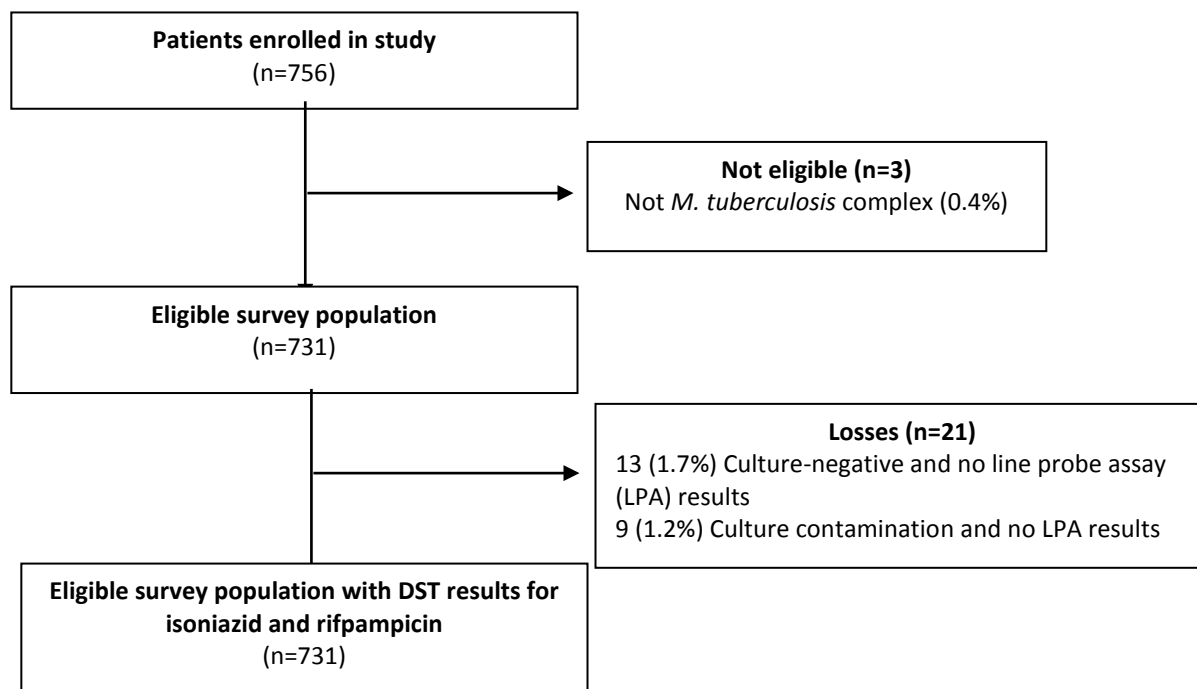 Patients enrolled in study
(n=756)
Not eligible (n=3)
Not M. tuberculosis complex (0.4%)
Eligible survey population
(n=731)
Losses (n=21)
13 (1.7%) Culture-negative and no line probe assay
(LPA) results
9 (1.2%) Culture contamination and no LPA results
Eligible survey population with DST results for
isoniazid and rifpampicin
(n=731)